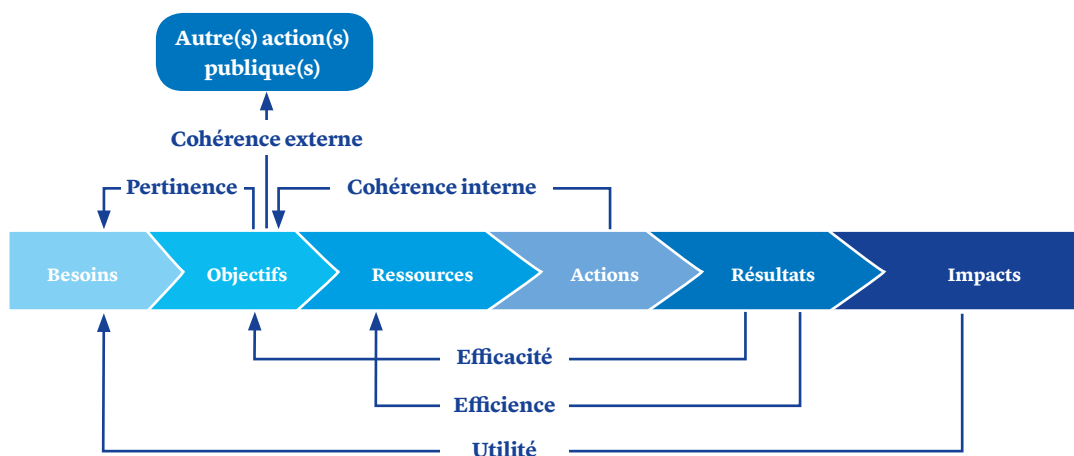 Autre(s) action(s)
publique(s)
Cohérence externe
Pertinence
Cohérence interne
Besoins
Objectifs
Ressources
Actions
Résultats
Impacts
Efficacité
Efficience
Utilité